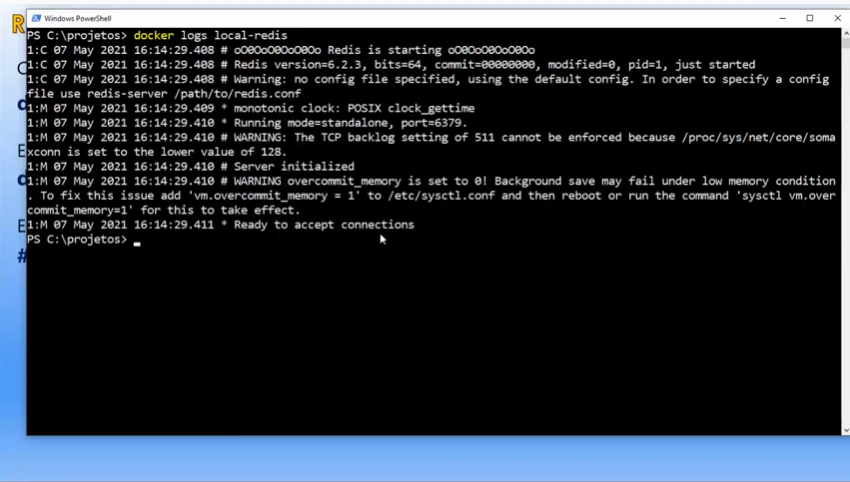 Windows PowerShell
PS C:\projetos> docker logs local-redis
1:C 07 May 2021 16:14:29.408 # oO0OoO0OoO0Oo Redis is starting oO0OoO0OoO0Oo
1:C 07 May 2021 16:14:29.408 # Redis version=6.2.3, bits=64, commit=00000000, modified=0, pid=1, just started
1:C 07 May 2021 16:14:29.408 # Warning: no config file specified, using the default config. In order to specify a config
file use redis-server /path/to/redis.conf
1:M 07 May 2021 16:14:29.409 * monotonic clock: POSIX clock_gettime
1:M 07 May 2021 16:14:29.410 * Running mode=standalone, port=6379.
1:M 07 May 2021 16:14:29.410 # WARNING: The TCP backlog setting of 511 cannot be enforced because /proc/sys/net/core/soma
xconn is set to the lower value of 128.
1:M 07 May 2021 16:14:29.410 # Server initialized
1:M 07 May 2021 16:14:29.410 # WARNING overcommit_memory is set to 0! Background save may fail under low memory condition
. To fix this issue add 'vm.overcommit_memory = 1' to /etc/sysctl.conf and then reboot or run the command 'sysctl vm.over
commit_memory=1' for this to take effect.
1:M 07 May 2021 16:14:29.411 * Ready to accept connections
PS C:\projetos>